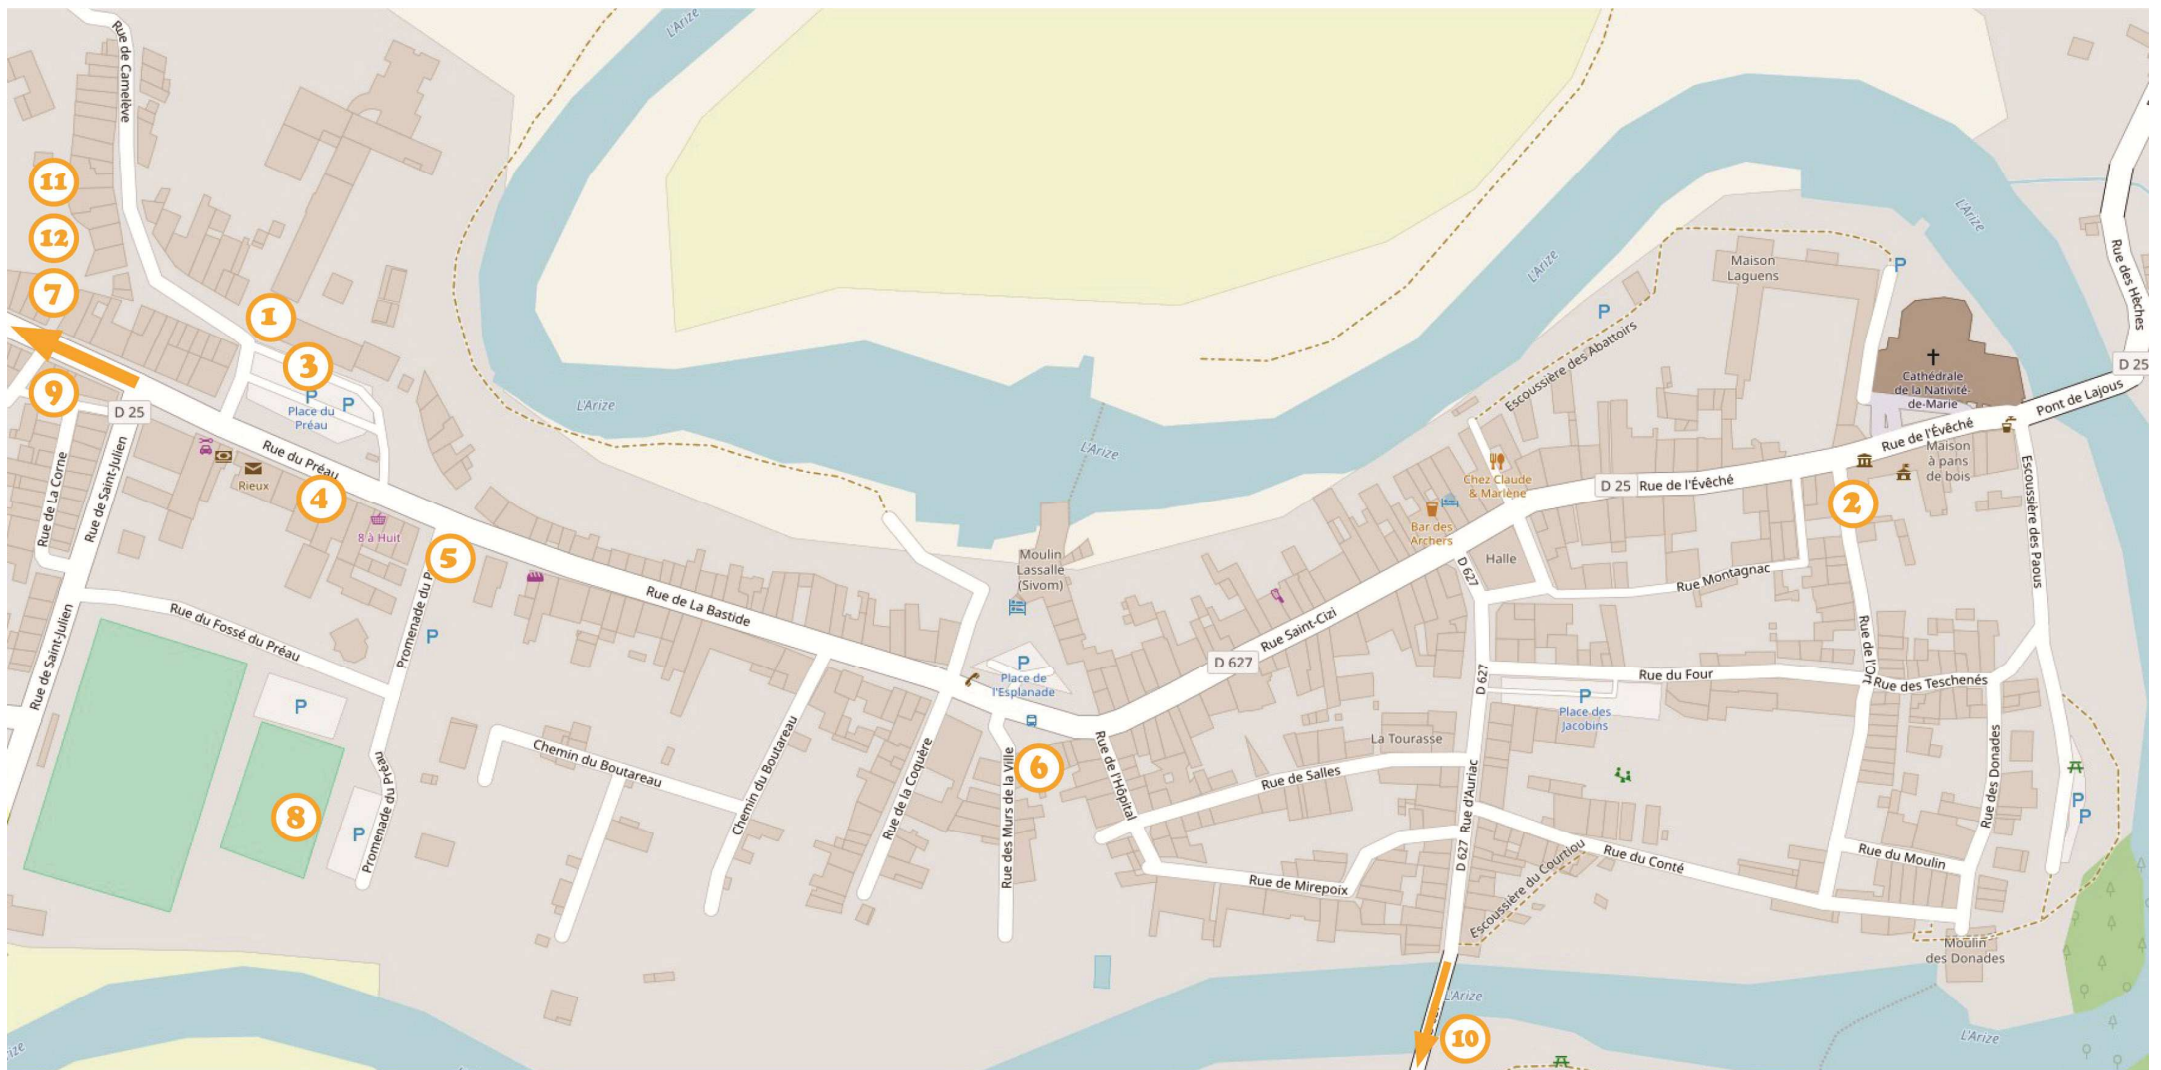 L'Arize
Rue de Camelève
11
12
7
1
3
9
Place du
Préau
P
P
D 25
Rue du Préau
Rieux
4
8 à Huit
5
Rue de La Corne
Rue de Saint-Julien
Rue de Saint-Julien
Rue du Fossé du Préau
Promenade du P
P
P
8
P
Promenade du Préau
L'Arize
Rue de La Bastide
Chemin du Boutareau
Chemin du Boutareau
Rue de la Coquère
Rue des Murs de la Ville
6
Moulin
Lassalle
(Sivom)
P
Place de
l'Esplanade
L'Arize
Rue de l'Hôpital
D 627
Rue Saint-Cizi
Rue de Salles
Rue de Mirepoix
La Tourasse
L'Arize
P
Escoussière des Abattoirs
Chez Claude
& Marlène
Bar des
Archers
Halle
D 627
D 25
Rue de l'Évêché
Rue Montagnac
Maison
Laguens
P
L'Arize
Cathédrale
de la Nativité-
de-Marie
Rue de l'Évêché
Maison
à pans
de bois
2
Pont de Lajous
D 25
Rue des Hèches
Escoussière des Paous
D 627
Rue du Four
P
Place des
Jacobins
Rue de l'Ort
Rue des Teschenés
Rue des Donades
P
P
Rue d'Auriac
D 627
Rue du Conté
Rue du Moulin
Escoussière du Courtiou
Moulin
des Donades
L'Arize
10
L'Arize
rize